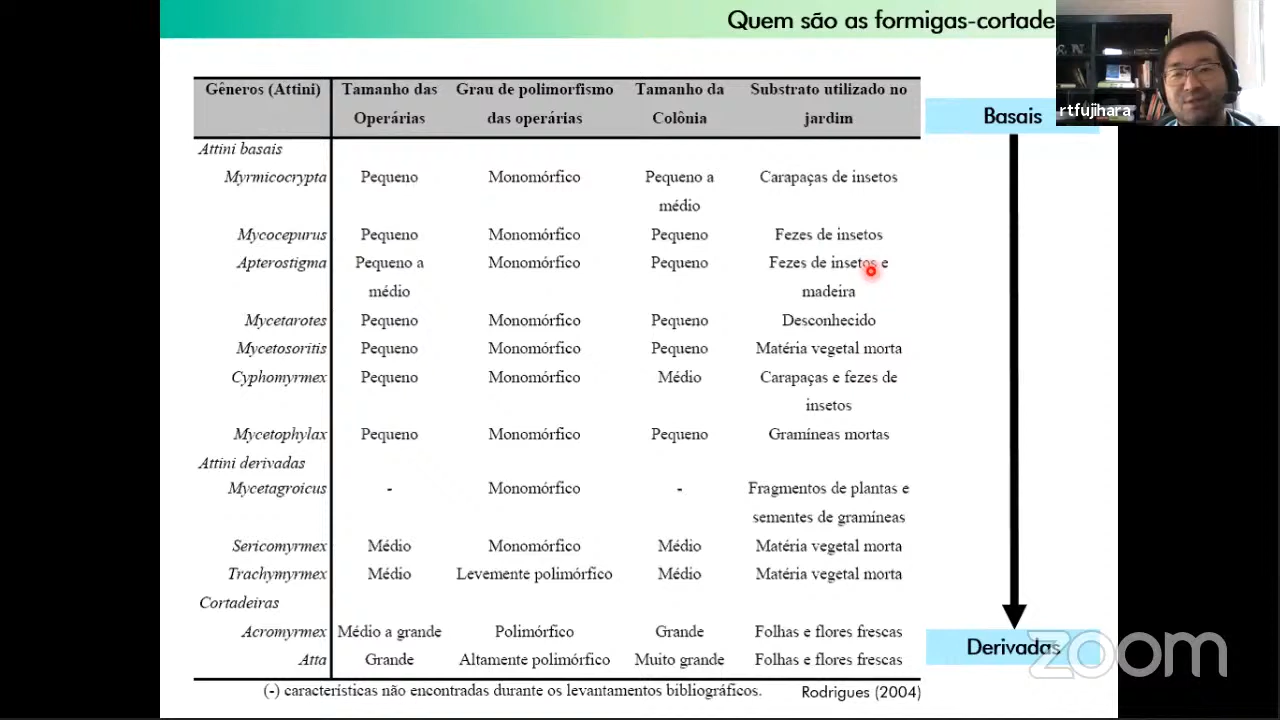 Quem são as formigas-cortade
rtfujihara
Gêneros (Attini) Tamanho das Grau de polimorfismo Tamanho da Substrato utilizado no
Operárias das operárias Colônia jardim
Basais
Attini basais
Myrmicocrypta Pequeno Monomórfico Pequeno a Carapaças de insetos
médio
Mycocepurus Pequeno Monomórfico Pequeno Fezes de insetos
Apterostigma Pequeno a Monomórfico Pequeno Fezes de insetos e
médio madeira
Mycetarotes Pequeno Monomórfico Pequeno Desconhecido
Mycetosoritis Pequeno Monomórfico Pequeno Matéria vegetal morta
Cyphomyrmex Pequeno Monomórfico Médio Carapaças e fezes de
insetos
Mycetophylax Pequeno Monomórfico Pequeno Gramíneas mortas
Attini derivadas
Mycetagroicus - Monomórfico - Fragmentos de plantas e
sementes de gramíneas
Sericomyrmex Médio Monomórfico Médio Matéria vegetal morta
Trachymyrmex Médio Levemente polimórfico Médio Matéria vegetal morta
Cortadeiras
Acromyrmex Médio a grande Polimórfico Grande Folhas e flores frescas
Atta Grande Altamente polimórfico Muito grande Folhas e flores frescas
Derivadas
zoom
(-) características não encontradas durante os levantamentos bibliográficos. Rodrigues (2004)